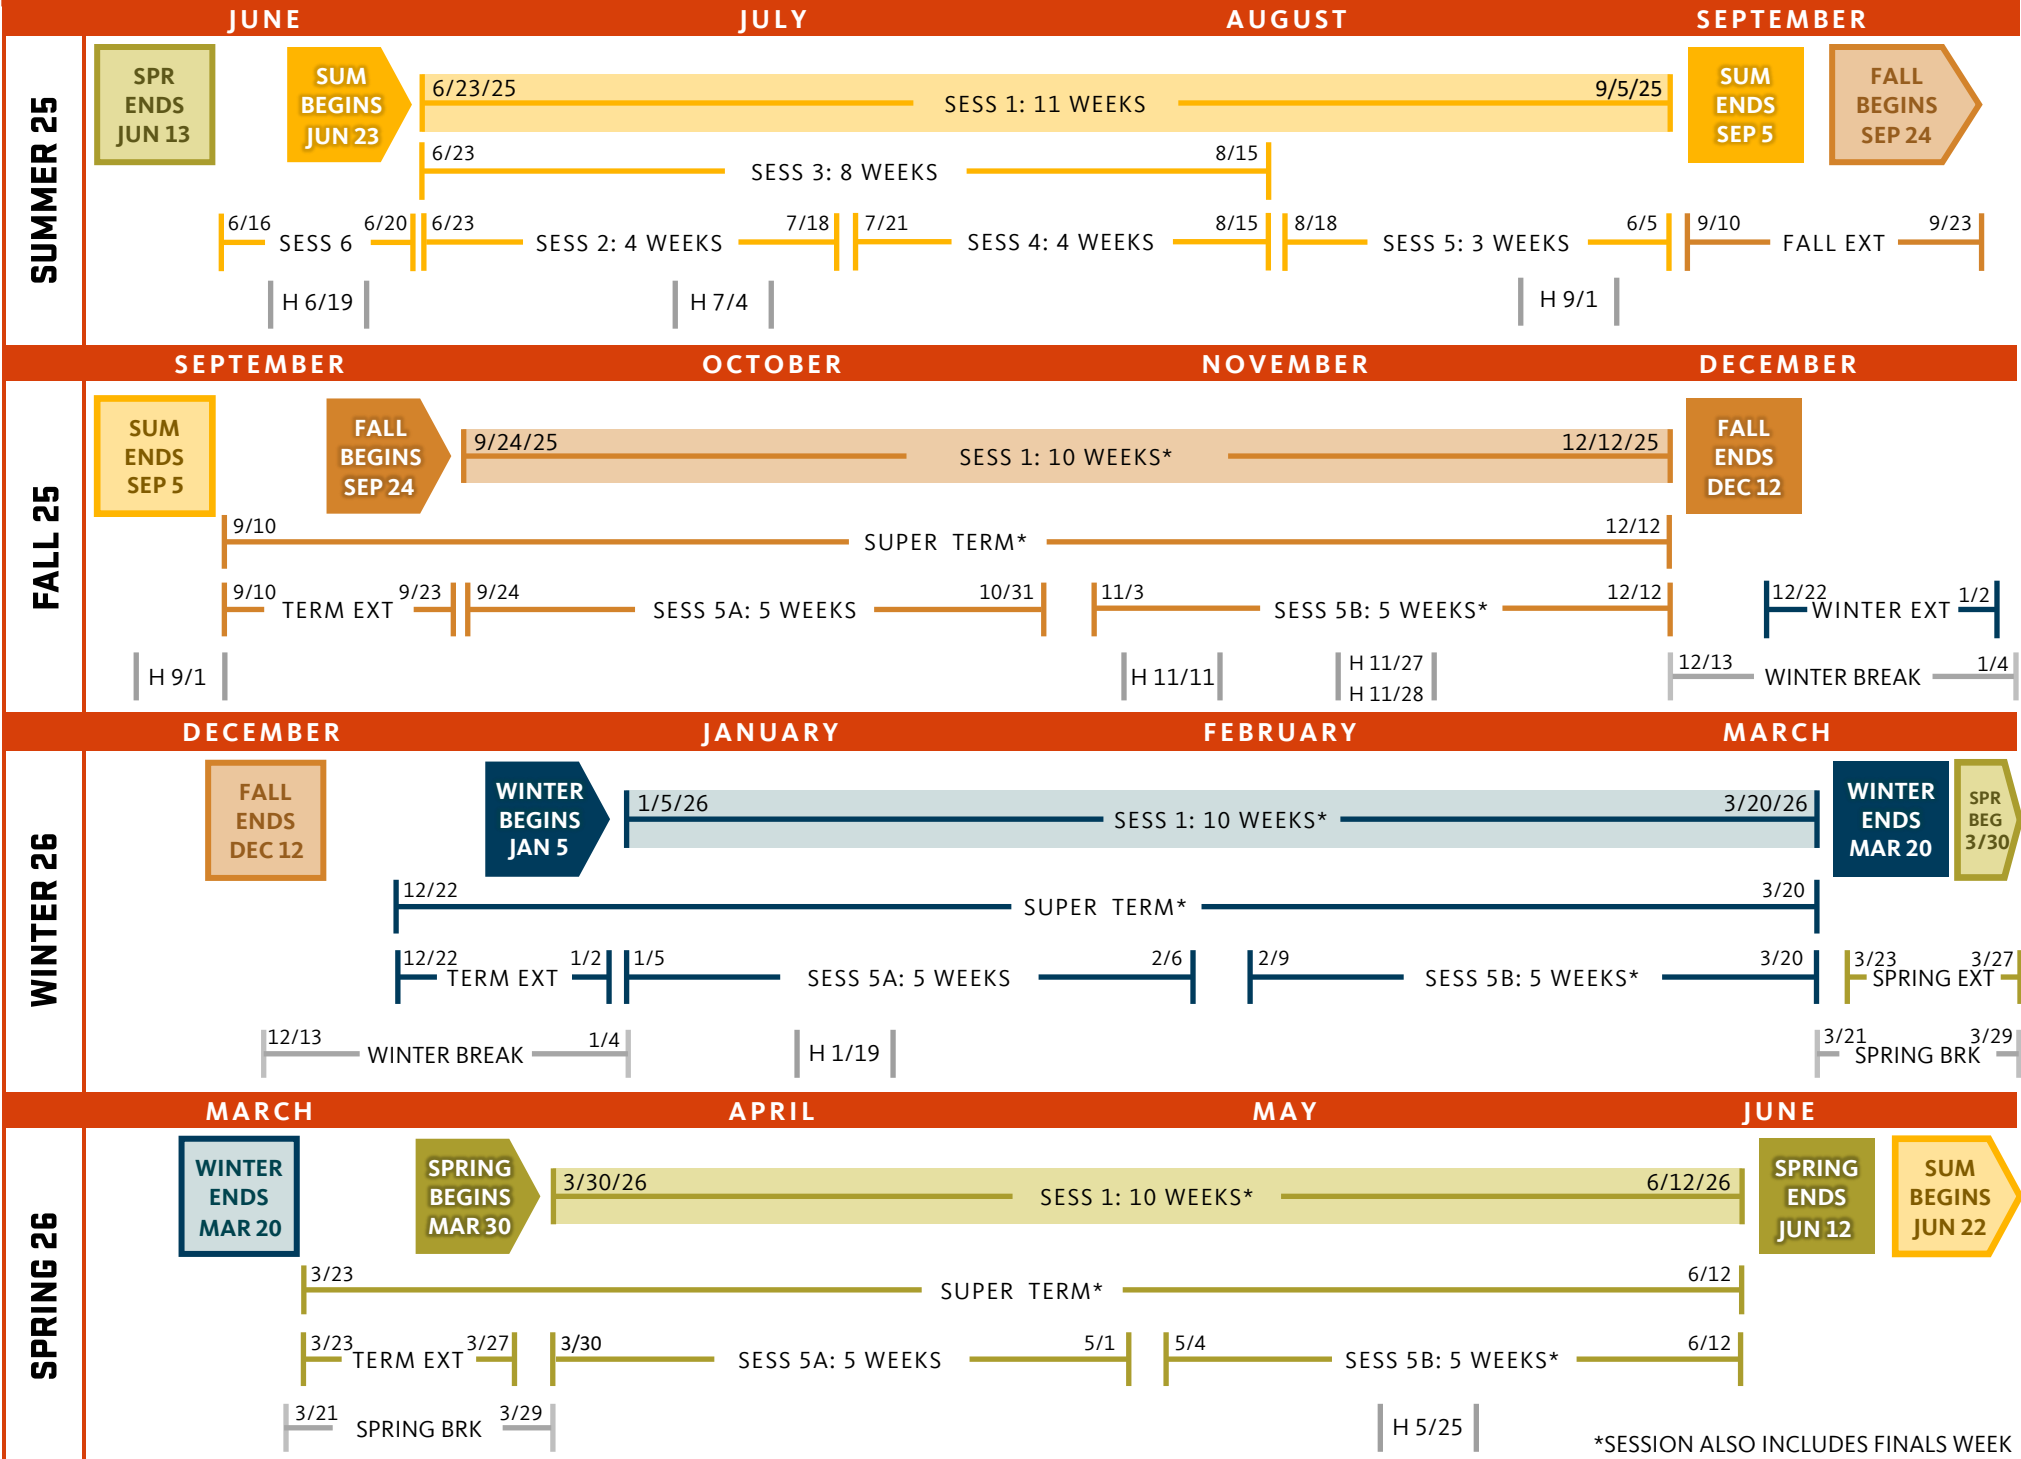 JUNE JULY AUGUST SEPTEMBER
SUMMER 25
SPR
ENDS
JUN 13
SUM
BEGINS
JUN 23
6/23/25 SESS 1: 11 WEEKS 9/5/25
SUM
ENDS
SEP 5
FALL
BEGINS
SEP 24
6/23 SESS 3: 8 WEEKS 8/15
6/16 SESS 6 6/20 6/23 SESS 2: 4 WEEKS 7/18 7/21 SESS 4: 4 WEEKS 8/15 8/18 SESS 5: 3 WEEKS 6/5 9/10 FALL EXT 9/23
H 6/19 H 7/4 H 9/1
SEPTEMBER OCTOBER NOVEMBER DECEMBER
FALL 25
SUM
ENDS
SEP 5
FALL
BEGINS
SEP 24
9/24/25 SESS 1: 10 WEEKS* 12/12/25
FALL
ENDS
DEC 12
9/10 SUPER TERM* 12/12
9/10 TERM EXT 9/23 9/24 SESS 5A: 5 WEEKS 10/31 11/3 SESS 5B: 5 WEEKS* 12/12 12/22 WINTER EXT 1/2
H 9/1 H 11/11 H 11/27
H 11/28
12/13 WINTER BREAK 1/4
DECEMBER JANUARY FEBRUARY MARCH
WINTER 26
FALL
ENDS
DEC 12
WINTER
BEGINS
JAN 5
1/5/26 SESS 1: 10 WEEKS* 3/20/26
WINTER
ENDS
MAR 20
SPR
BEG
3/30
12/22 SUPER TERM* 3/20
12/22 TERM EXT 1/2 1/5 SESS 5A: 5 WEEKS 2/6 2/9 SESS 5B: 5 WEEKS* 3/20 3/23 SPRING EXT 3/27
12/13 WINTER BREAK 1/4 H 1/19 3/21 SPRING BRK 3/29
MARCH APRIL MAY JUNE
SPRING 26
WINTER
ENDS
MAR 20
SPRING
BEGINS
MAR 30
3/30/26 SESS 1: 10 WEEKS* 6/12/26
SPRING
ENDS
JUN 12
SUM
BEGINS
JUN 22
3/23 SUPER TERM* 6/12
3/23 TERM EXT 3/27 3/30 SESS 5A: 5 WEEKS 5/1 5/4 SESS 5B: 5 WEEKS* 6/12
3/21 SPRING BRK 3/29 H 5/25
*SESSION ALSO INCLUDES FINALS WEEK